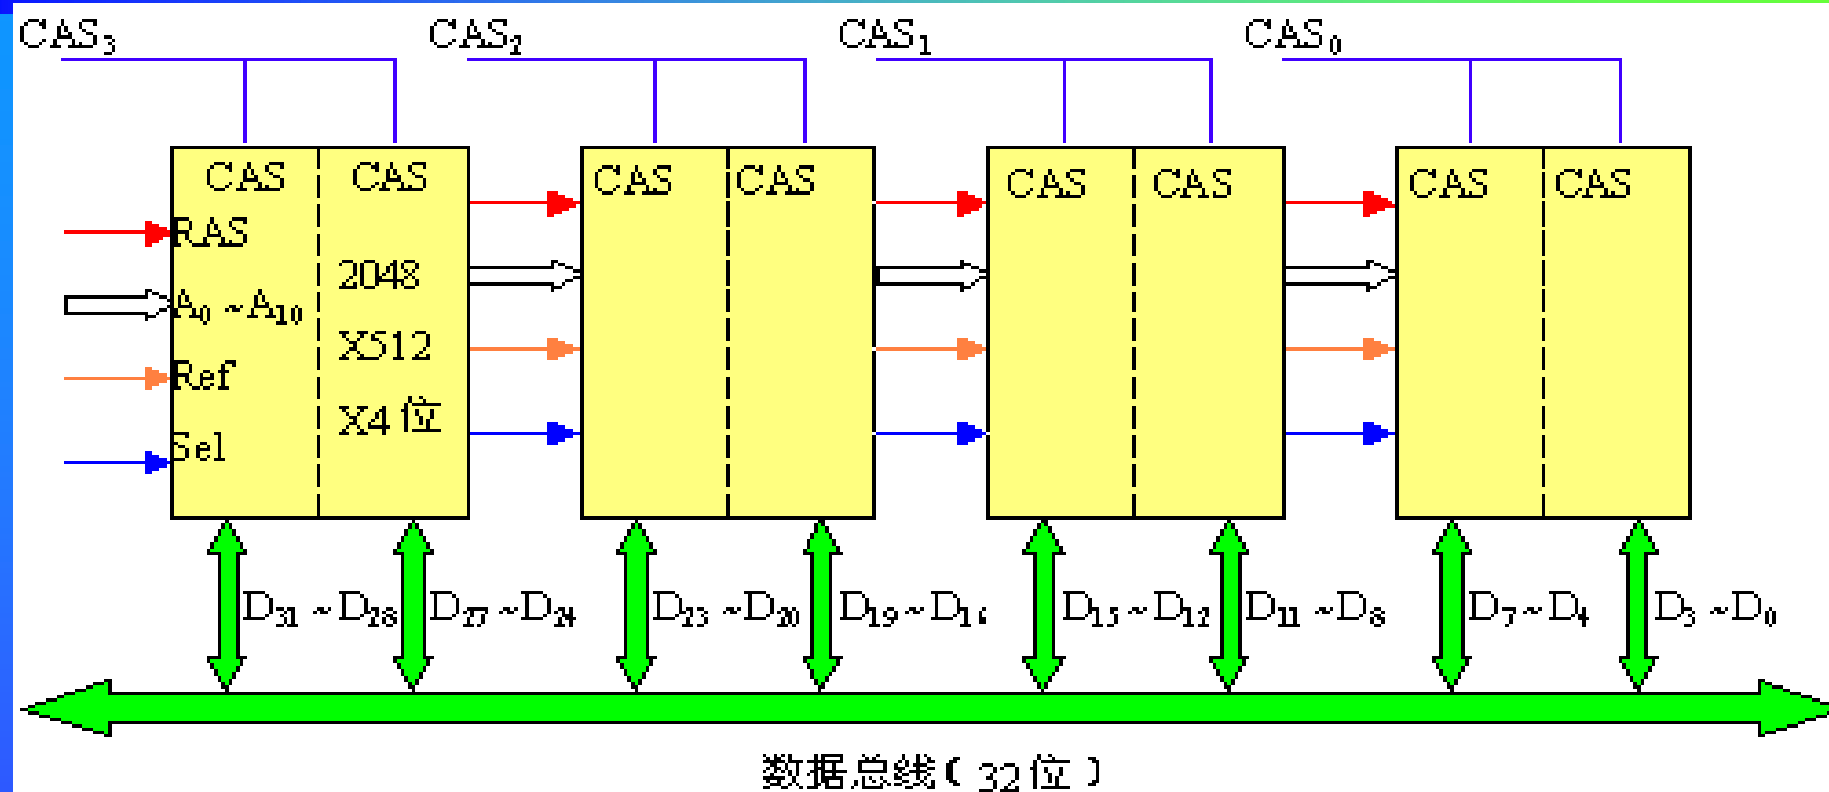 CAS₃ CAS₂ CAS₁ CAS₀
CAS CAS CAS CAS CAS CAS CAS CAS
RAS
2048
A₀ ~A₁₀
X512
Ref
X4位
Sel
D₃₁ ~D₂₈ D₂₇ ~D₂₄ D₂₃ ~D₂₀ D₁₉ ~D₁₆ D₁₅ ~D₁₂ D₁₁ ~D₈ D₇ ~D₄ D₃ ~D₀
数据总线(32位)